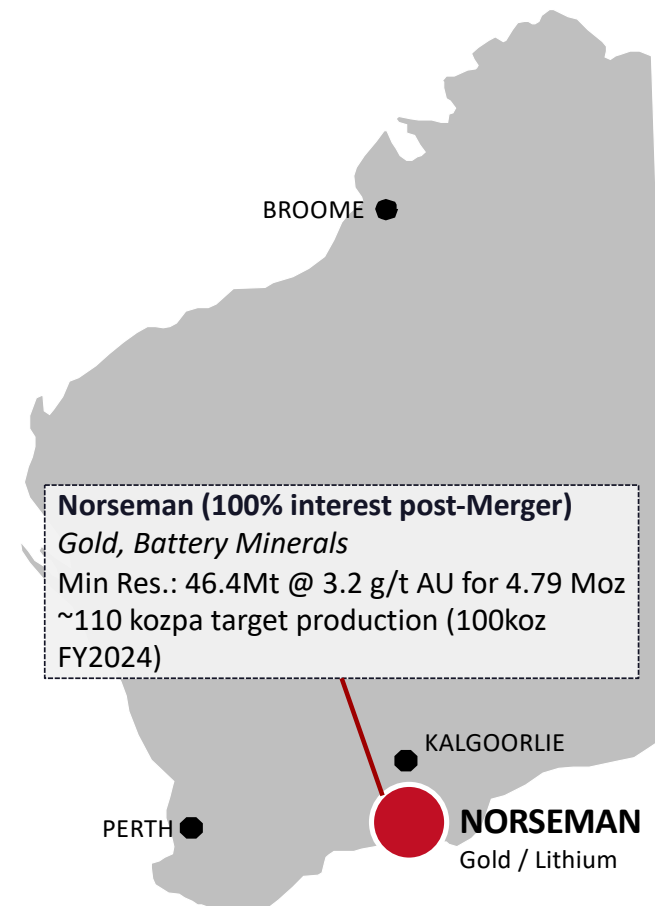 BROOME
Norseman (100% interest post-Merger)
Gold, Battery Minerals
Min Res.: 46.4Mt @ 3.2 g/t AU for 4.79 Moz
~110 kozpa target production (100koz
FY2024)
KALGOORLIE
PERTH
NORSEMAN
Gold / Lithium